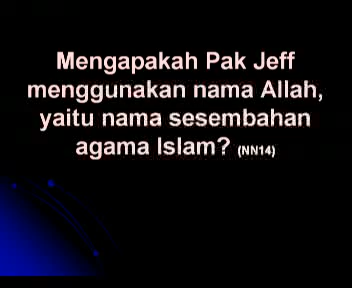 Mengapakah Pak Jeff
menggunakan nama Allah,
yaitu nama sesembahan
agama Islam? (NN14)